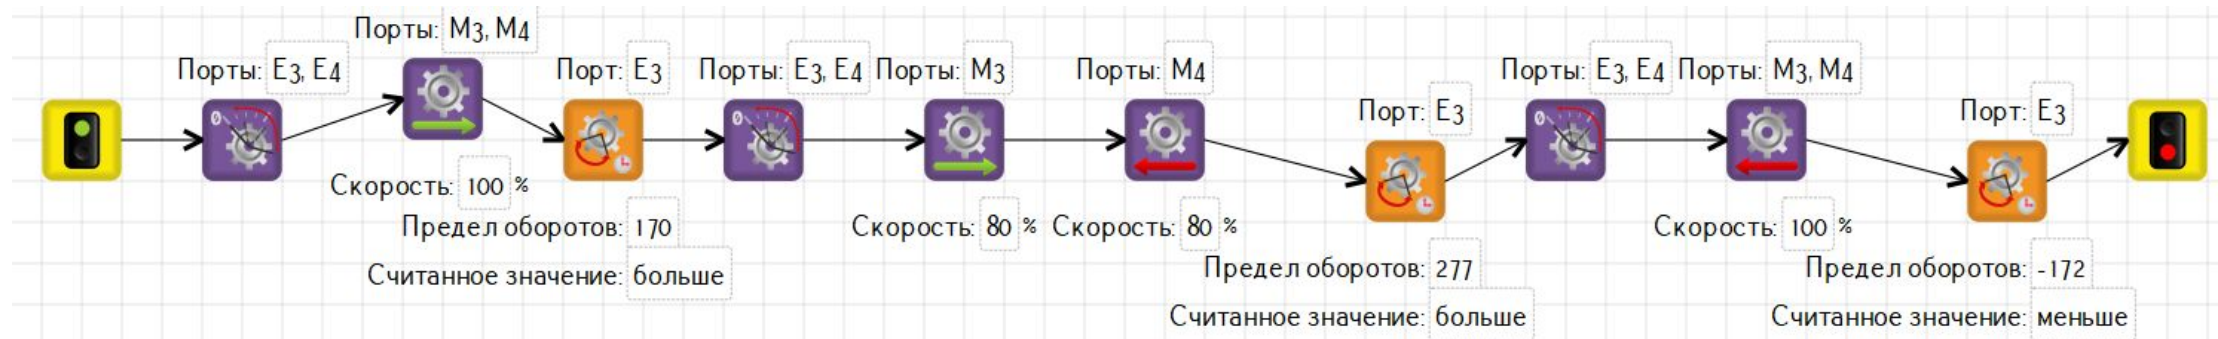 Порты: M3, M4
Порты: E3, E4
Порт: E3
Порты: E3, E4
Порты: M3
Порты: M4
Порты: E3, E4
Порты: M3, M4
Порт: E3
Порт: E3
Скорость: 100 %
Предел оборотов: 170
Скорость: 80 %
Скорость: 80 %
Скорость: 100 %
Считанное значение: больше
Предел оборотов: 277
Предел оборотов: -172
Считанное значение: больше
Считанное значение: меньше